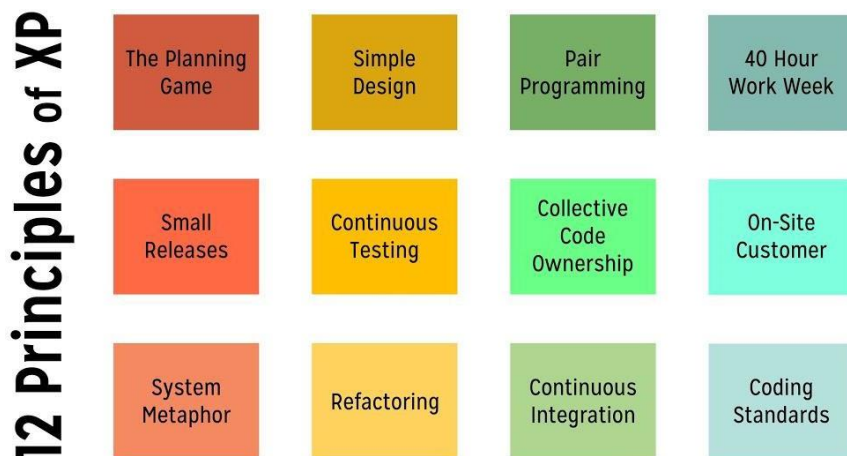 12 Principles of XP
The Planning
Game
Simple
Design
Pair
Programming
40 Hour
Work Week
Small
Releases
Continuous
Testing
Collective
Code
Ownership
On-Site
Customer
System
Metaphor
Refactoring
Continuous
Integration
Coding
Standards